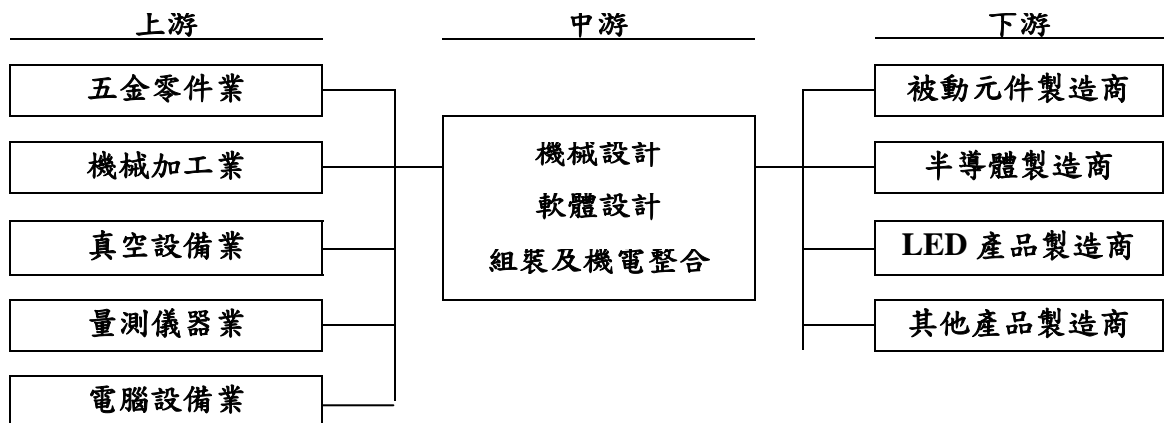 上游
五金零件業
機械加工業
真空設備業
量測儀器業
電腦設備業
中游
機械設計
軟體設計
組裝及機電整合
下游
被動元件製造商
半導體製造商
LED 產品製造商
其他產品製造商